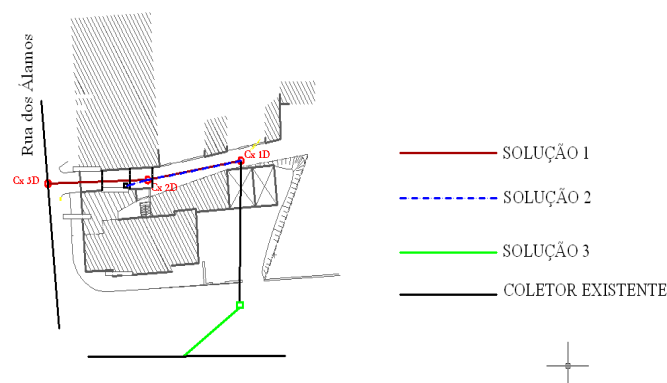 Rua dos Álamos
Cx 1D
Cx 3D
Cx 2D
SOLUÇÃO 1
SOLUÇÃO 2
SOLUÇÃO 3
COLETOR EXISTENTE